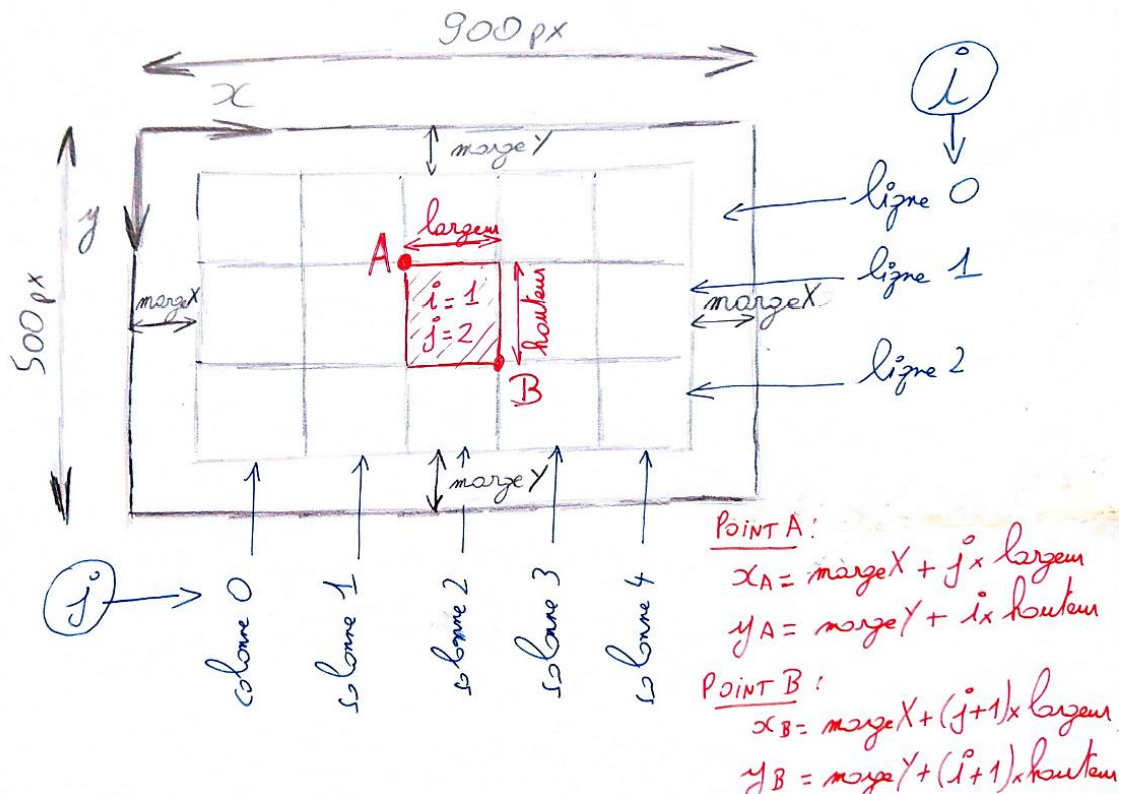 900px
x
i
y
margeY
ligne 0
largeur
A
ligne 1
500px
margeX
i=1
j=2
hauteur
margeX
B
ligne 2
margeY
j
colonne 0
colonne 1
colonne 2
colonne 3
colonne 4
POINT A:
xA = margeX + j x largeur
yA = margeY + i x hauteur
POINT B:
xB = margeX + (j+1) x largeur
yB = margeY + (i+1) x hauteur